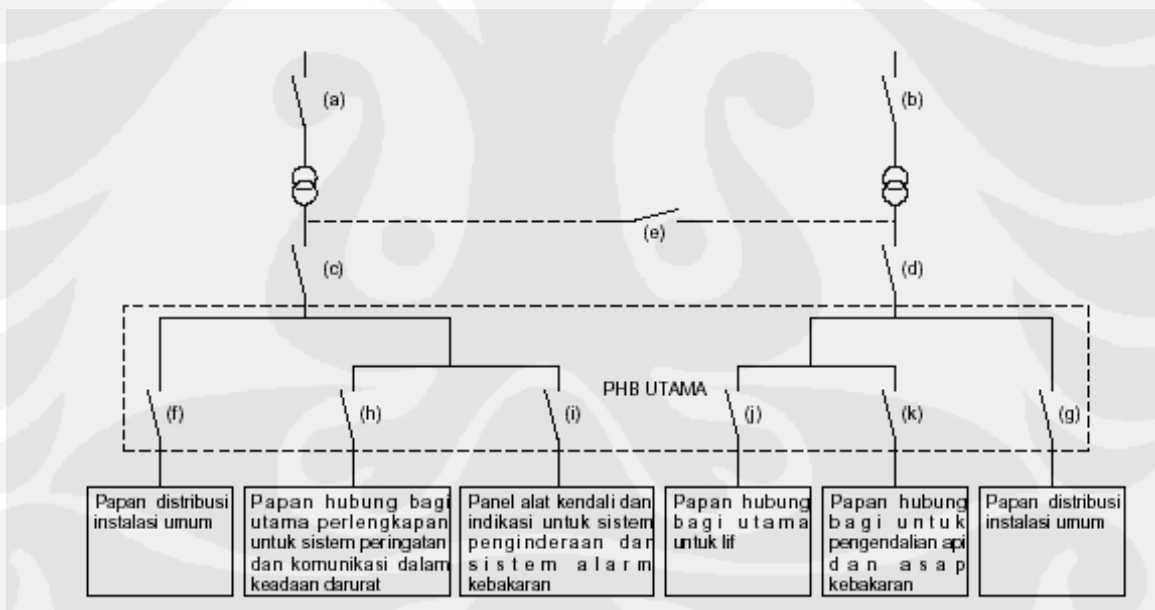 (a)
(b)
(e)
(c)
(d)
PHB UTAMA
(f)
(h)
(i)
(j)
(k)
(g)
Papan distribusi
instalasi umum
Papan hubung bagi
utama perlengkapan
untuk sistem peringatan
dan komunikasi dalam
keadaan darurat
Panel alat kendali dan
indikasi untuk sistem
penginderaan dan
sistem alarm
kebakaran
Papan hubung
bagi utama
untuk lif
Papan hubung
bagi untuk
pengendalian api
dan asap
kebakaran
Papan distribusi
instalasi umum